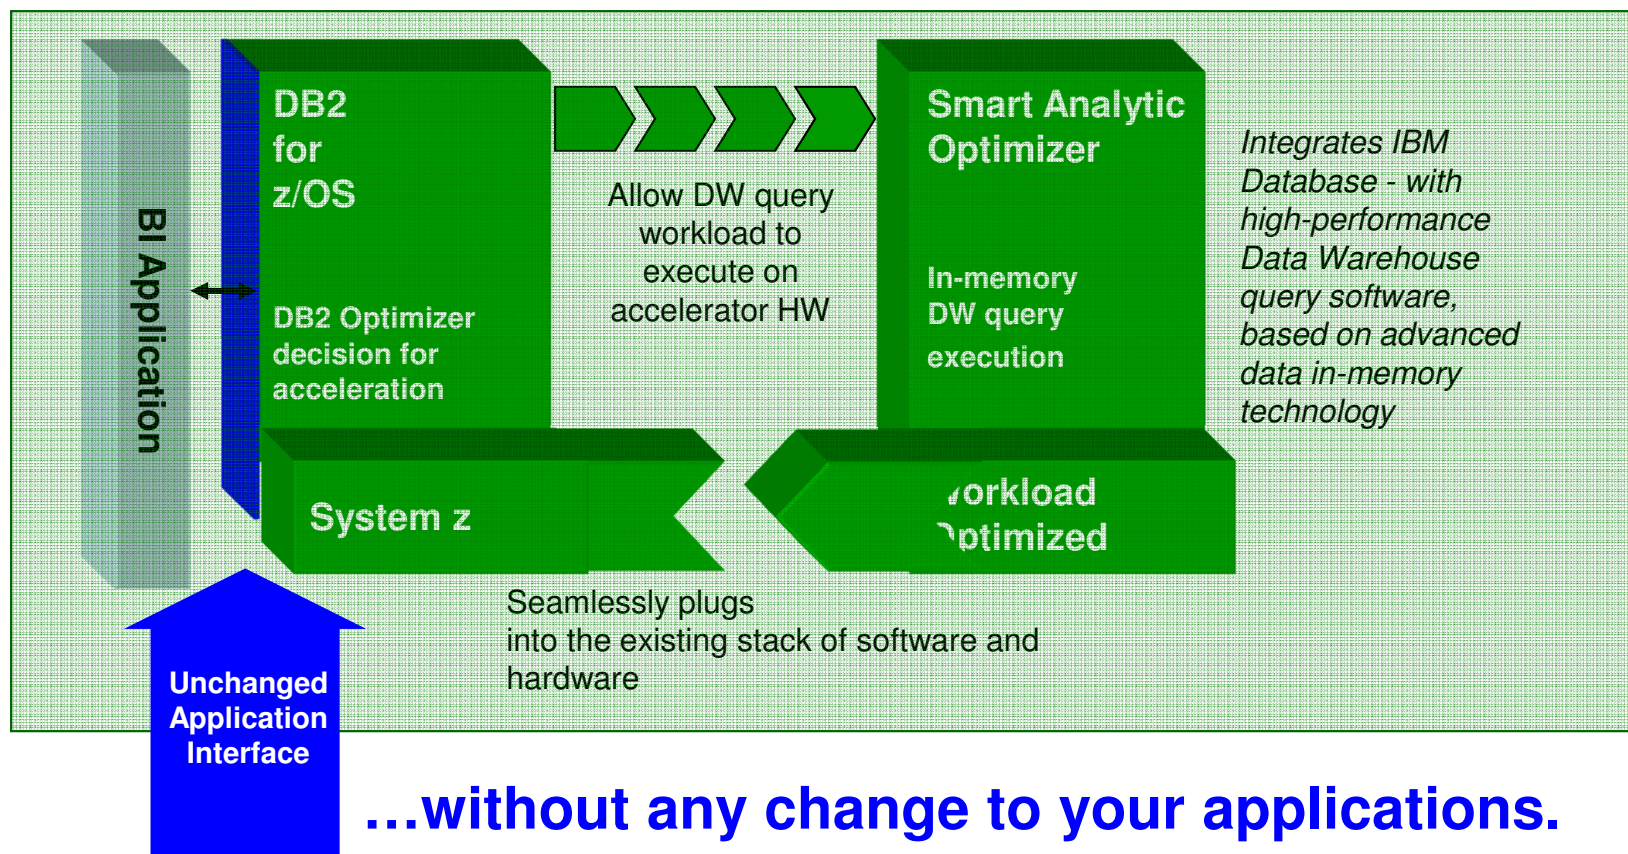 BI Application
DB2
for
z/OS
DB2 Optimizer
decision for
acceleration
Allow DW query
workload to
execute on
accelerator HW
Smart Analytic
Optimizer
In-memory
DW query
execution
Integrates IBM
Database - with
high-performance
Data Warehouse
query software,
based on advanced
data in-memory
technology
System z
Workload
Optimized
Seamlessly plugs
into the existing stack of software and
hardware
Unchanged
Application
Interface
...without any change to your applications.